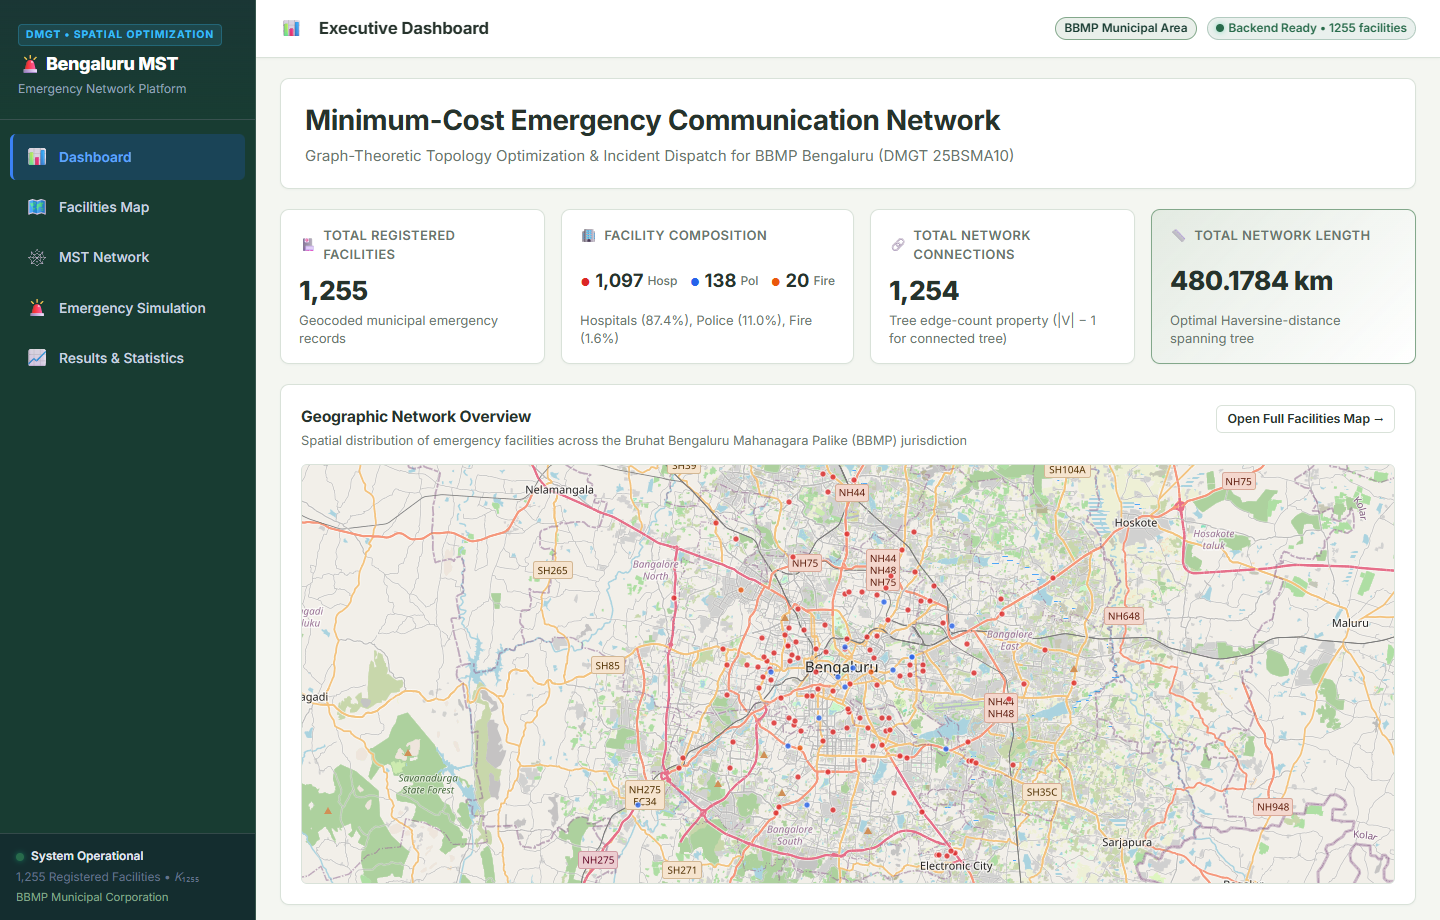 DMGT • SPATIAL OPTIMIZATION
Bengaluru MST
Emergency Network Platform
Dashboard
Facilities Map
MST Network
Emergency Simulation
Results & Statistics
System Operational
1,255 Registered Facilities • K₁₂₅₅
BBMP Municipal Corporation
Executive Dashboard
BBMP Municipal Area
Backend Ready • 1255 facilities
Minimum-Cost Emergency Communication Network
Graph-Theoretic Topology Optimization & Incident Dispatch for BBMP Bengaluru (DMGT 25BSMA10)
TOTAL REGISTERED
FACILITIES
1,255
Geocoded municipal emergency
records
FACILITY COMPOSITION
1,097 Hosp 138 Pol 20 Fire
Hospitals (87.4%), Police (11.0%), Fire
(1.6%)
TOTAL NETWORK
CONNECTIONS
1,254
Tree edge-count property (|V| − 1
for connected tree)
TOTAL NETWORK LENGTH
480.1784 km
Optimal Haversine-distance
spanning tree
Geographic Network Overview
Spatial distribution of emergency facilities across the Bruhat Bengaluru Mahanagara Palike (BBMP) jurisdiction
Open Full Facilities Map →
SH39
SH104A
NH75
Nelamangala
NH44
Kolar
Hoskote
Hosakote
taluk
SH265
Bangalore
North
NH75
NH44
NH48
NH75
NH648
Maluru
Bangalore
East
SH85
Bengaluru
agadi
NH44
NH48
Savanadurga
State Forest
NH275
EC34
SH35C
NH948
Bangalore
South
Sarjapura
Kolar
NH275
SH271
Electronic City